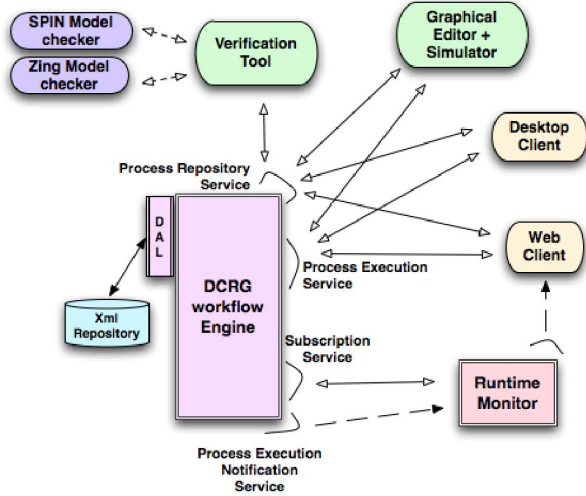 SPIN Model
checker
Zing Model
checker
Verification
Tool
Graphical
Editor +
Simulator
Desktop
Client
Process Repository
Service
D
A
L
Web
Client
DCRG
workflow
Engine
Process Execution
Service
Xml
Repository
Subscription
Service
Runtime
Monitor
Process Execution
Notification
Service